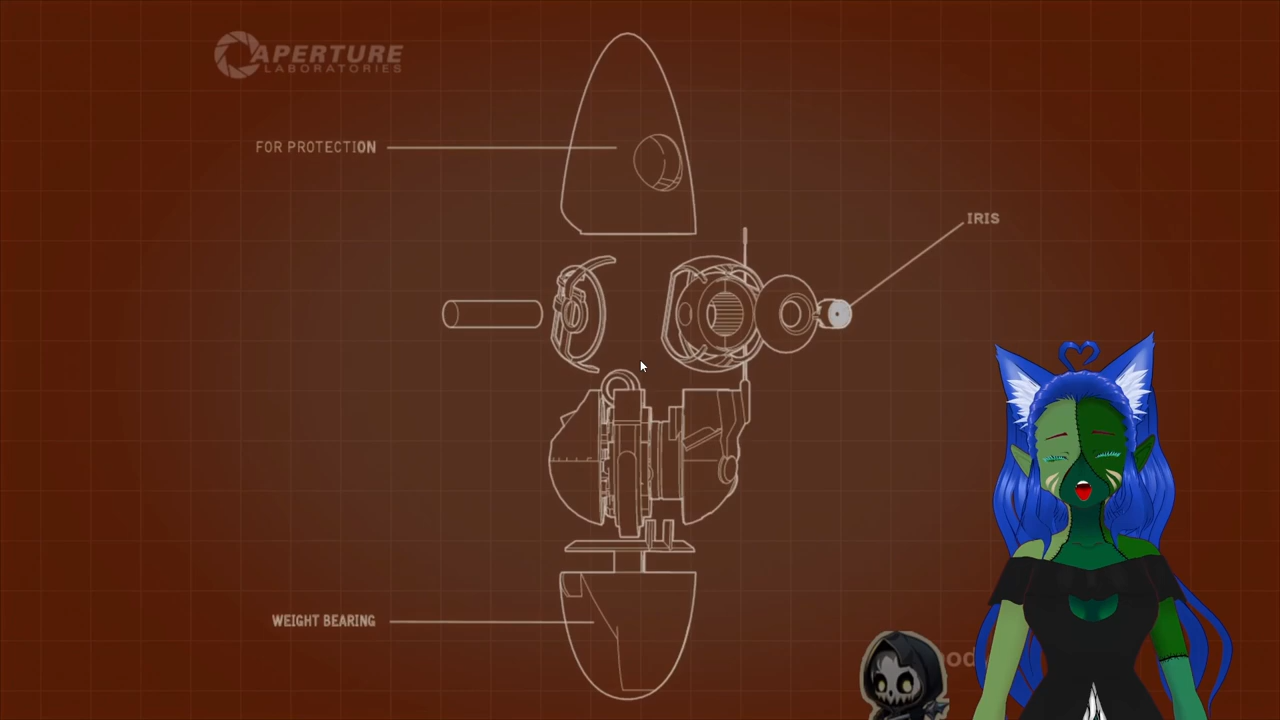 APERTURE
LABORATORIES
FOR PROTECTION
IRIS
WEIGHT BEARING